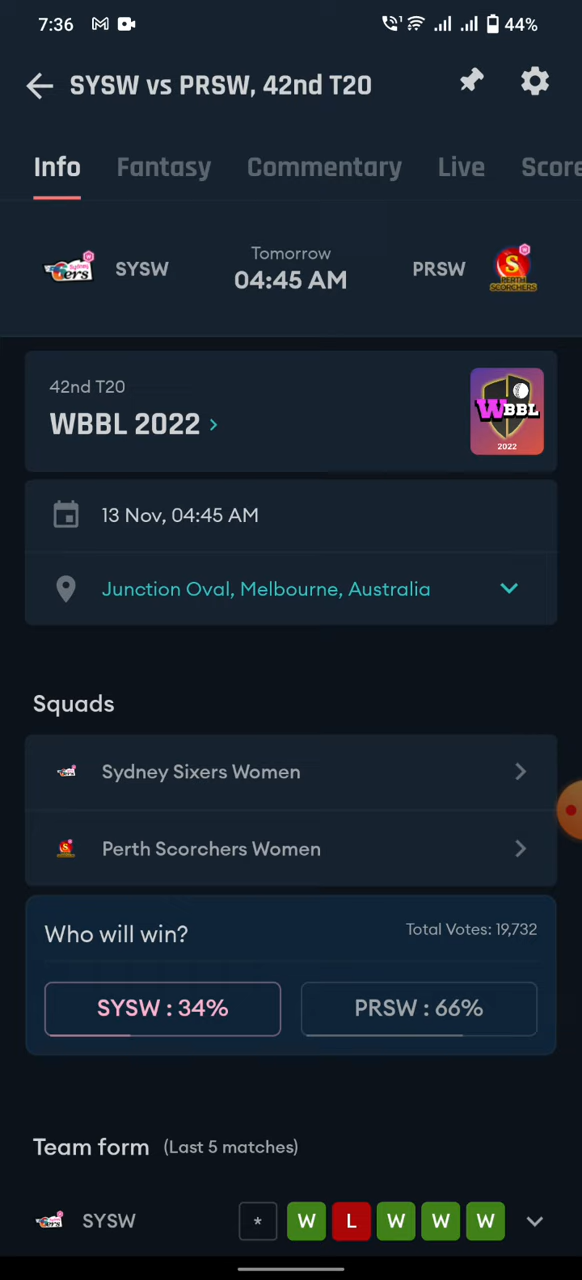 7:36 44%
SYSW vs PRSW, 42nd T20
Info Fantasy Commentary Live Score
Tomorrow
SYSW 04:45 AM PRSW
42nd T20
WBBL 2022
WBBL
2022
13 Nov, 04:45 AM
Junction Oval, Melbourne, Australia
Squads
Sydney Sixers Women
Perth Scorchers Women
Who will win? Total Votes: 19,732
SYSW : 34% PRSW : 66%
Team form (Last 5 matches)
SYSW * W L W W W